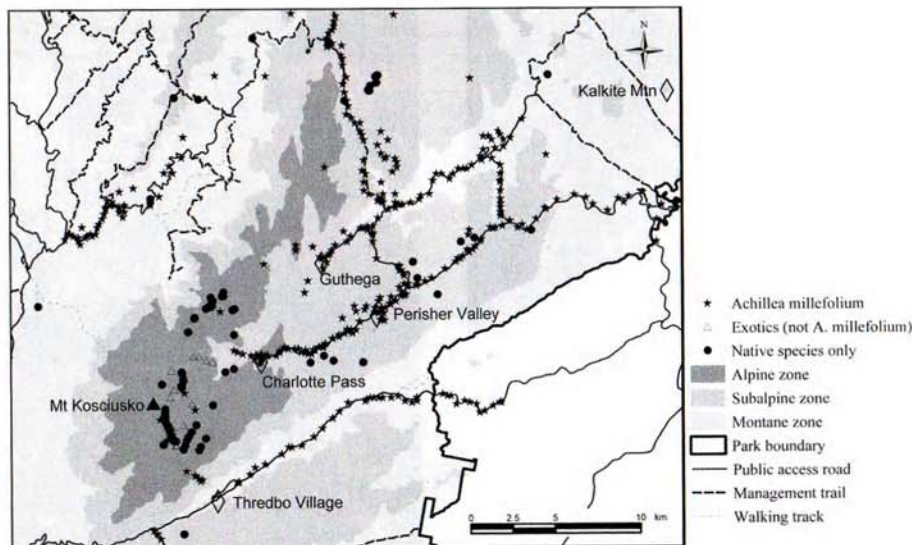 N
Kalkite Mtn
Guthega
Perisher Valley
Charlotte Pass
Mt Kosciusko
Thredbo Village
0 2.5 5 10
km
Achillea millefolium
Exotics (not A. millefolium)
Native species only
Alpine zone
Subalpine zone
Montane zone
Park boundary
Public access road
Management trail
Walking track